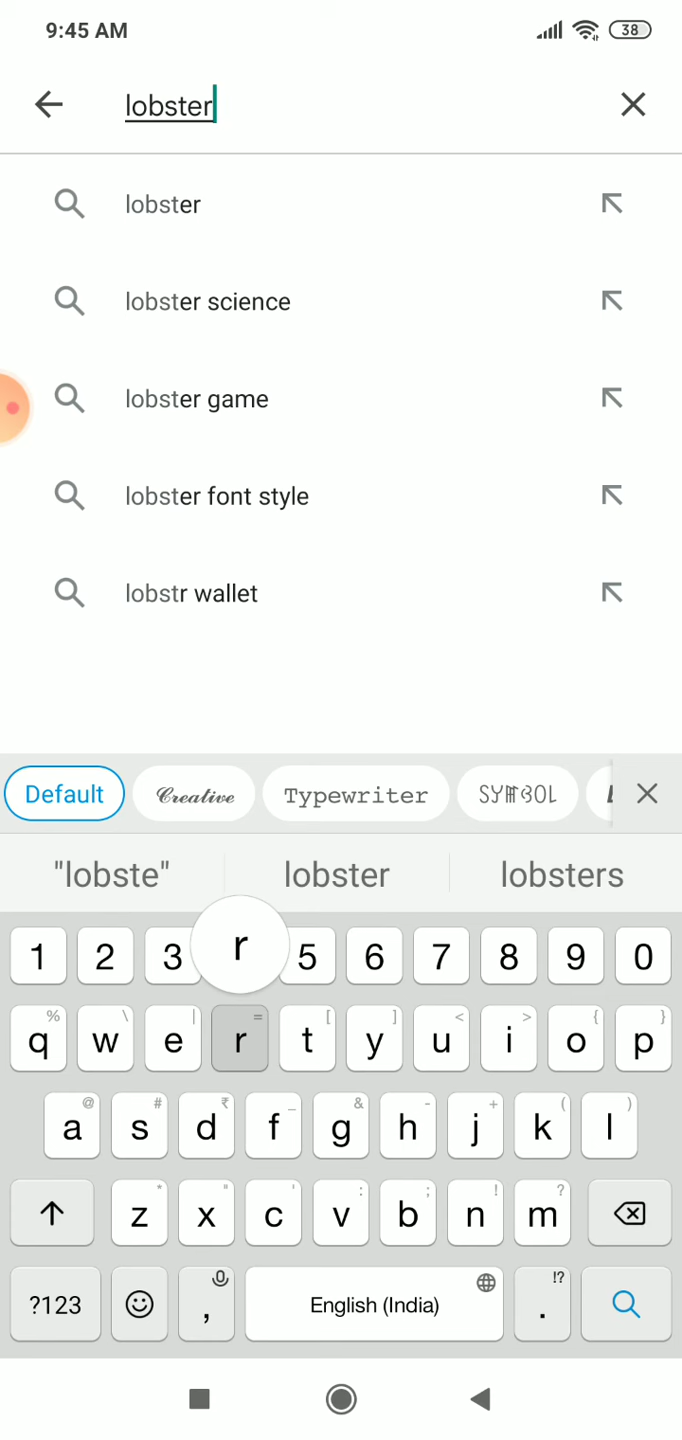 9:45 AM
38
lobster
lobster
lobster science
lobster game
lobster font style
lobstr wallet
Default Creative Typewriter SYMBOL
"lobste" lobster lobsters
1 2 3 r 5 6 7 8 9 0
% \ | = [ ] < > { }
q w e r t y u i o p
@ # ₹ _ & - + ( )
a s d f g h j k l
* " ' : ; ! ?
z x c v b n m
?123 , English (India) !? .